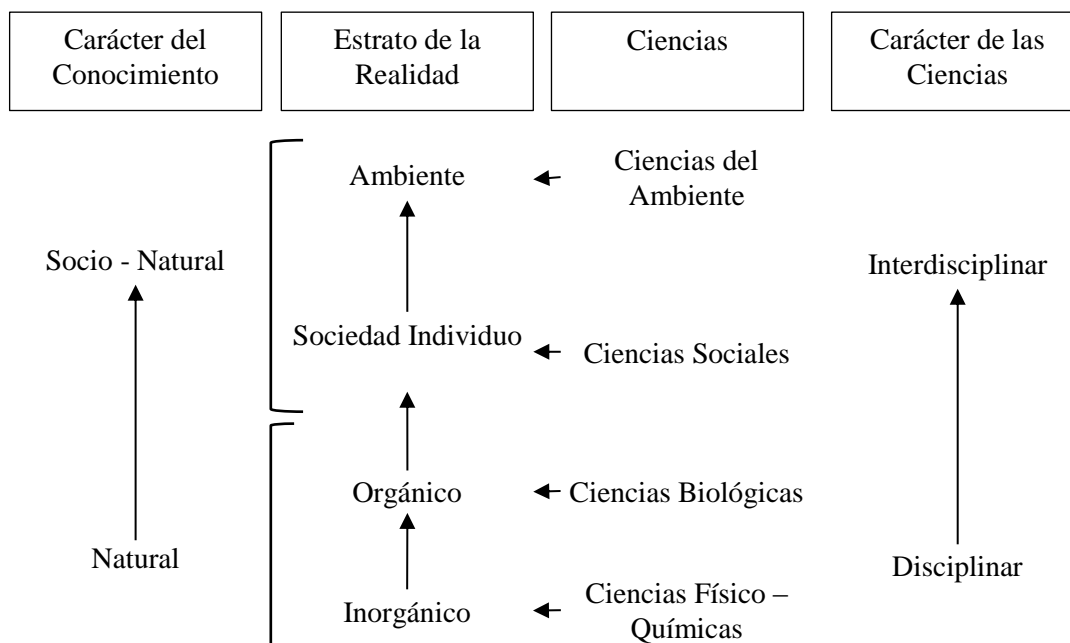 Carácter del
Conocimiento
Estrato de la
Realidad
Ciencias
Carácter de las
Ciencias
Ambiente
Ciencias del
Ambiente
Socio - Natural
Interdisciplinar
Sociedad Individuo
Ciencias Sociales
Orgánico
Ciencias Biológicas
Natural
Disciplinar
Inorgánico
Ciencias Físico –
Químicas